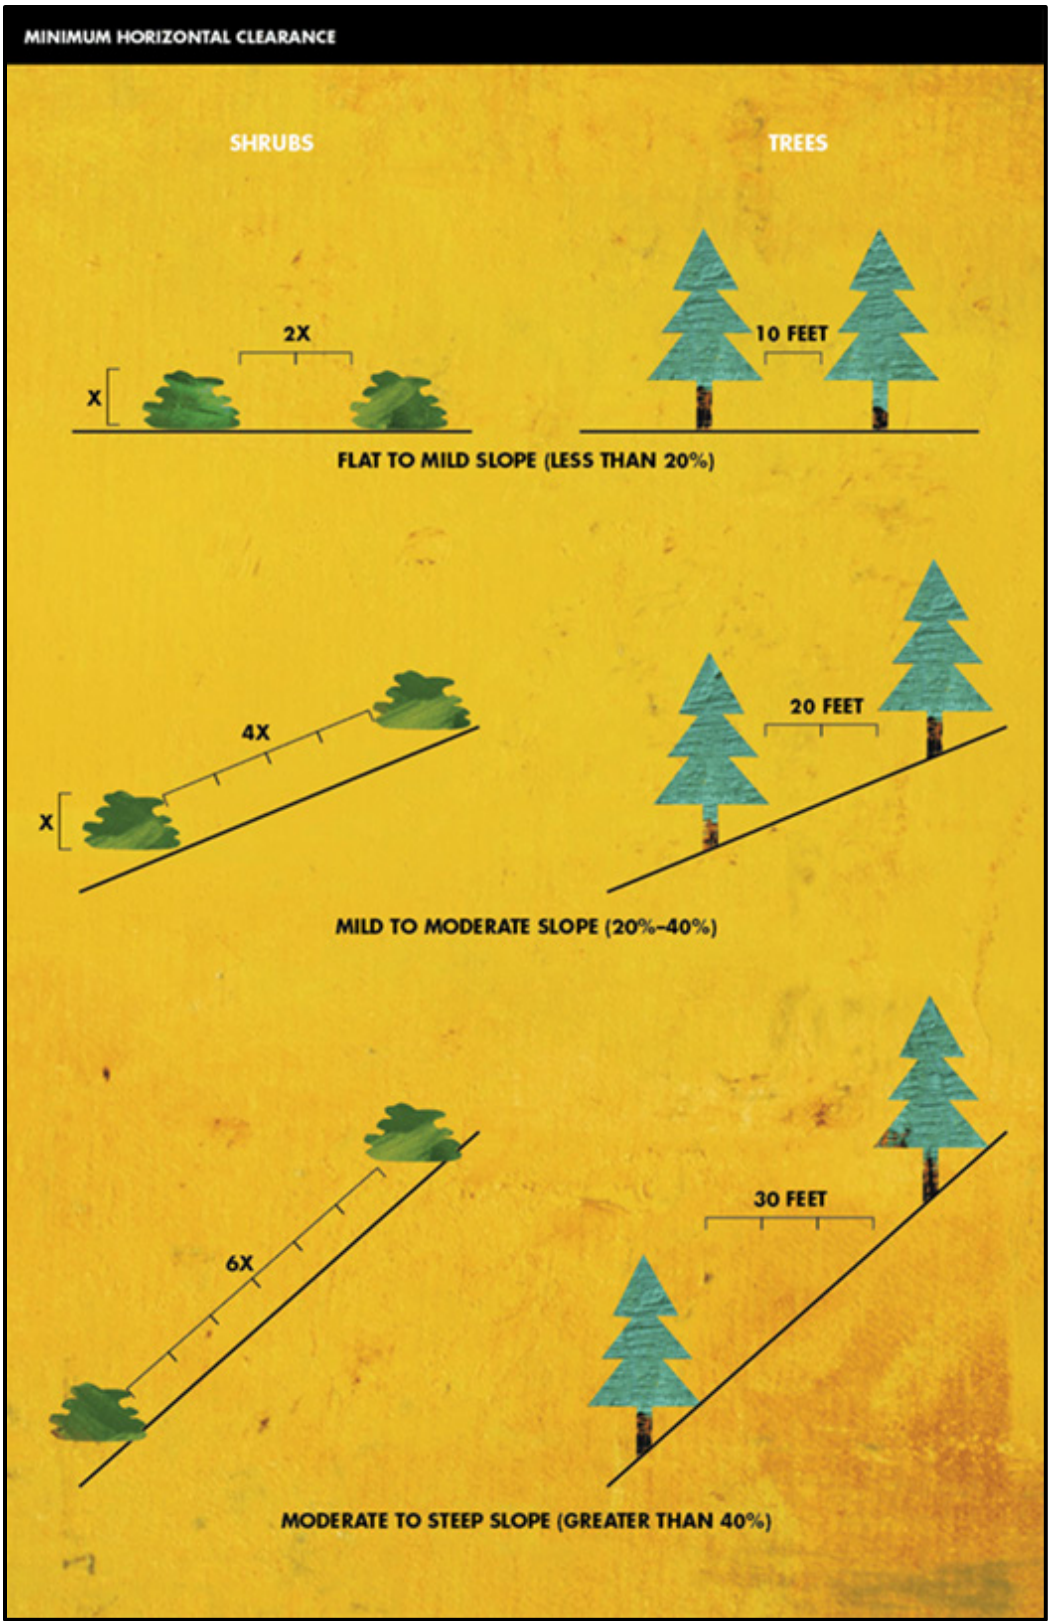 MINIMUM HORIZONTAL CLEARANCE
SHRUBS
TREES
2X
10 FEET
X
FLAT TO MILD SLOPE (LESS THAN 20%)
4X
20 FEET
X
MILD TO MODERATE SLOPE (20%–40%)
6X
30 FEET
MODERATE TO STEEP SLOPE (GREATER THAN 40%)